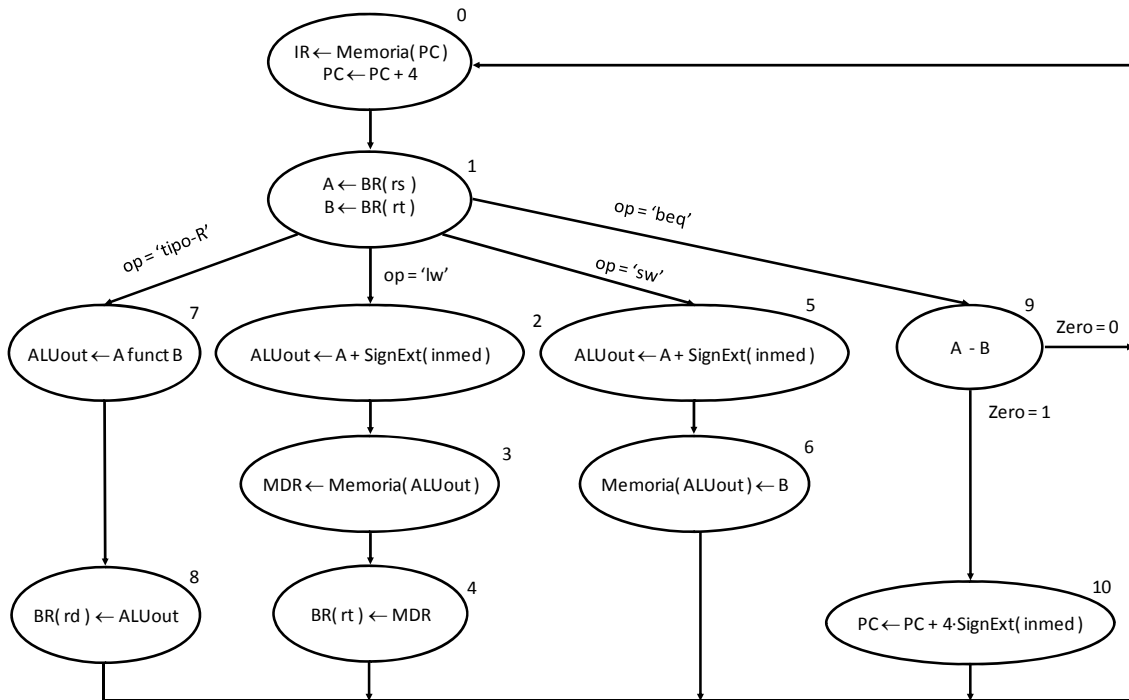 0
IR ← Memoria( PC )
PC ← PC + 4
1
A ← BR( rs )
B ← BR( rt )
op = ‘tipo-R’
op = ‘lw’
op = ‘sw’
op = ‘beq’
7
ALUout ← A funct B
2
ALUout ← A + SignExt( inmed )
5
ALUout ← A + SignExt( inmed )
9
A - B
Zero = 0
Zero = 1
3
MDR ← Memoria( ALUout )
6
Memoria( ALUout ) ← B
8
BR( rd ) ← ALUout
4
BR( rt ) ← MDR
10
PC ← PC + 4·SignExt( inmed )